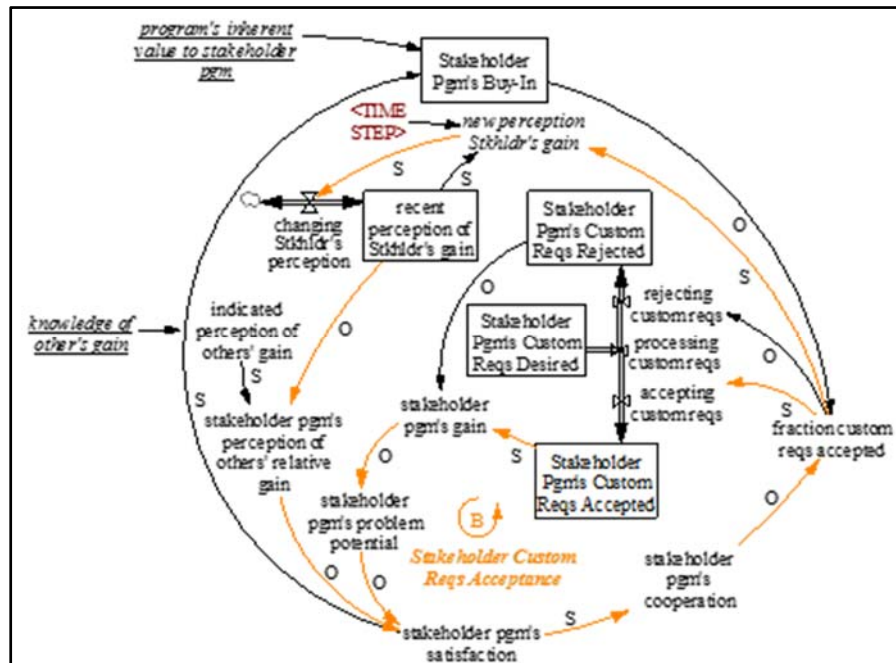 program's inherent
value to stakeholder
pgm
Stakeholder
Pgm's Buy-In
<TIME
STEP>
new perception
Stkhldr's gain
S
S
O
S
changing
Stkhldr's
perception
recent
perception of
Stkhldr's gain
Stakeholder
Pgm's Custom
Reqs Rejected
O
O
rejecting
custom reqs
O
knowledge of
other's gain
indicated
perception of
others' gain
S
Stakeholder
Pgm's Custom
Reqs Desired
processing
custom reqs
accepting
custom reqs
S
S
stakeholder pgm's
perception of
others' relative
gain
stakeholder
pgm's gain
S
fraction custom
reqs accepted
O
Stakeholder
Pgm's Custom
Reqs Accepted
stakeholder
pgm's problem
potential
B
Stakeholder Custom
Reqs Acceptance
O
O
O
stakeholder
pgm's
cooperation
S
stakeholder pgm's
satisfaction